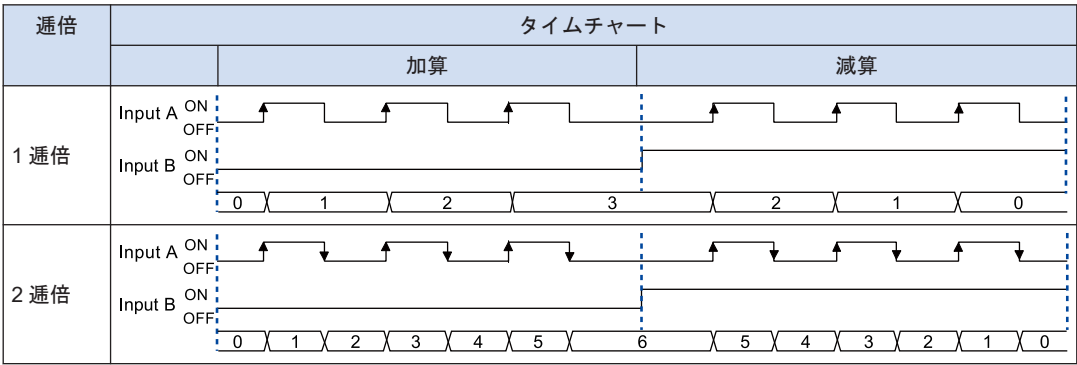 逓倍 タイムチャート
加算 減算
1 逓倍
Input A ON
OFF
Input B ON
OFF
0 1 2 3 2 1 0
2 逓倍
Input A ON
OFF
Input B ON
OFF
0 1 2 3 4 5 6 5 4 3 2 1 0